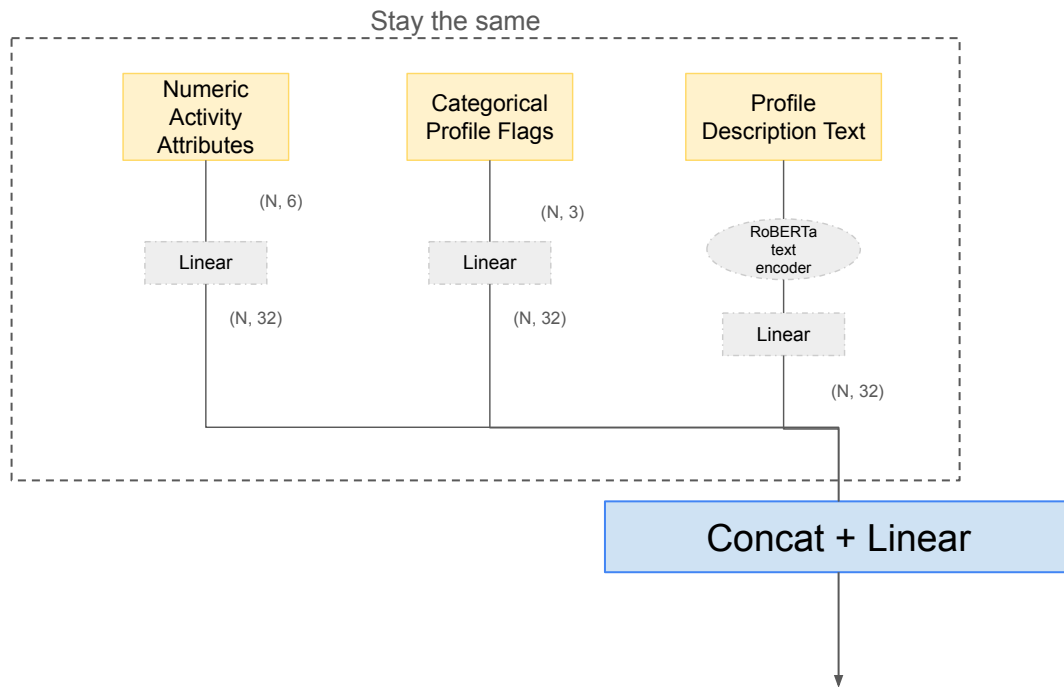 Stay the same
Numeric
Activity
Attributes
Categorical
Profile Flags
Profile
Description Text
(N, 6)
(N, 3)
RoBERTa
text
encoder
Linear
Linear
(N, 32)
(N, 32)
Linear
(N, 32)
Concat + Linear